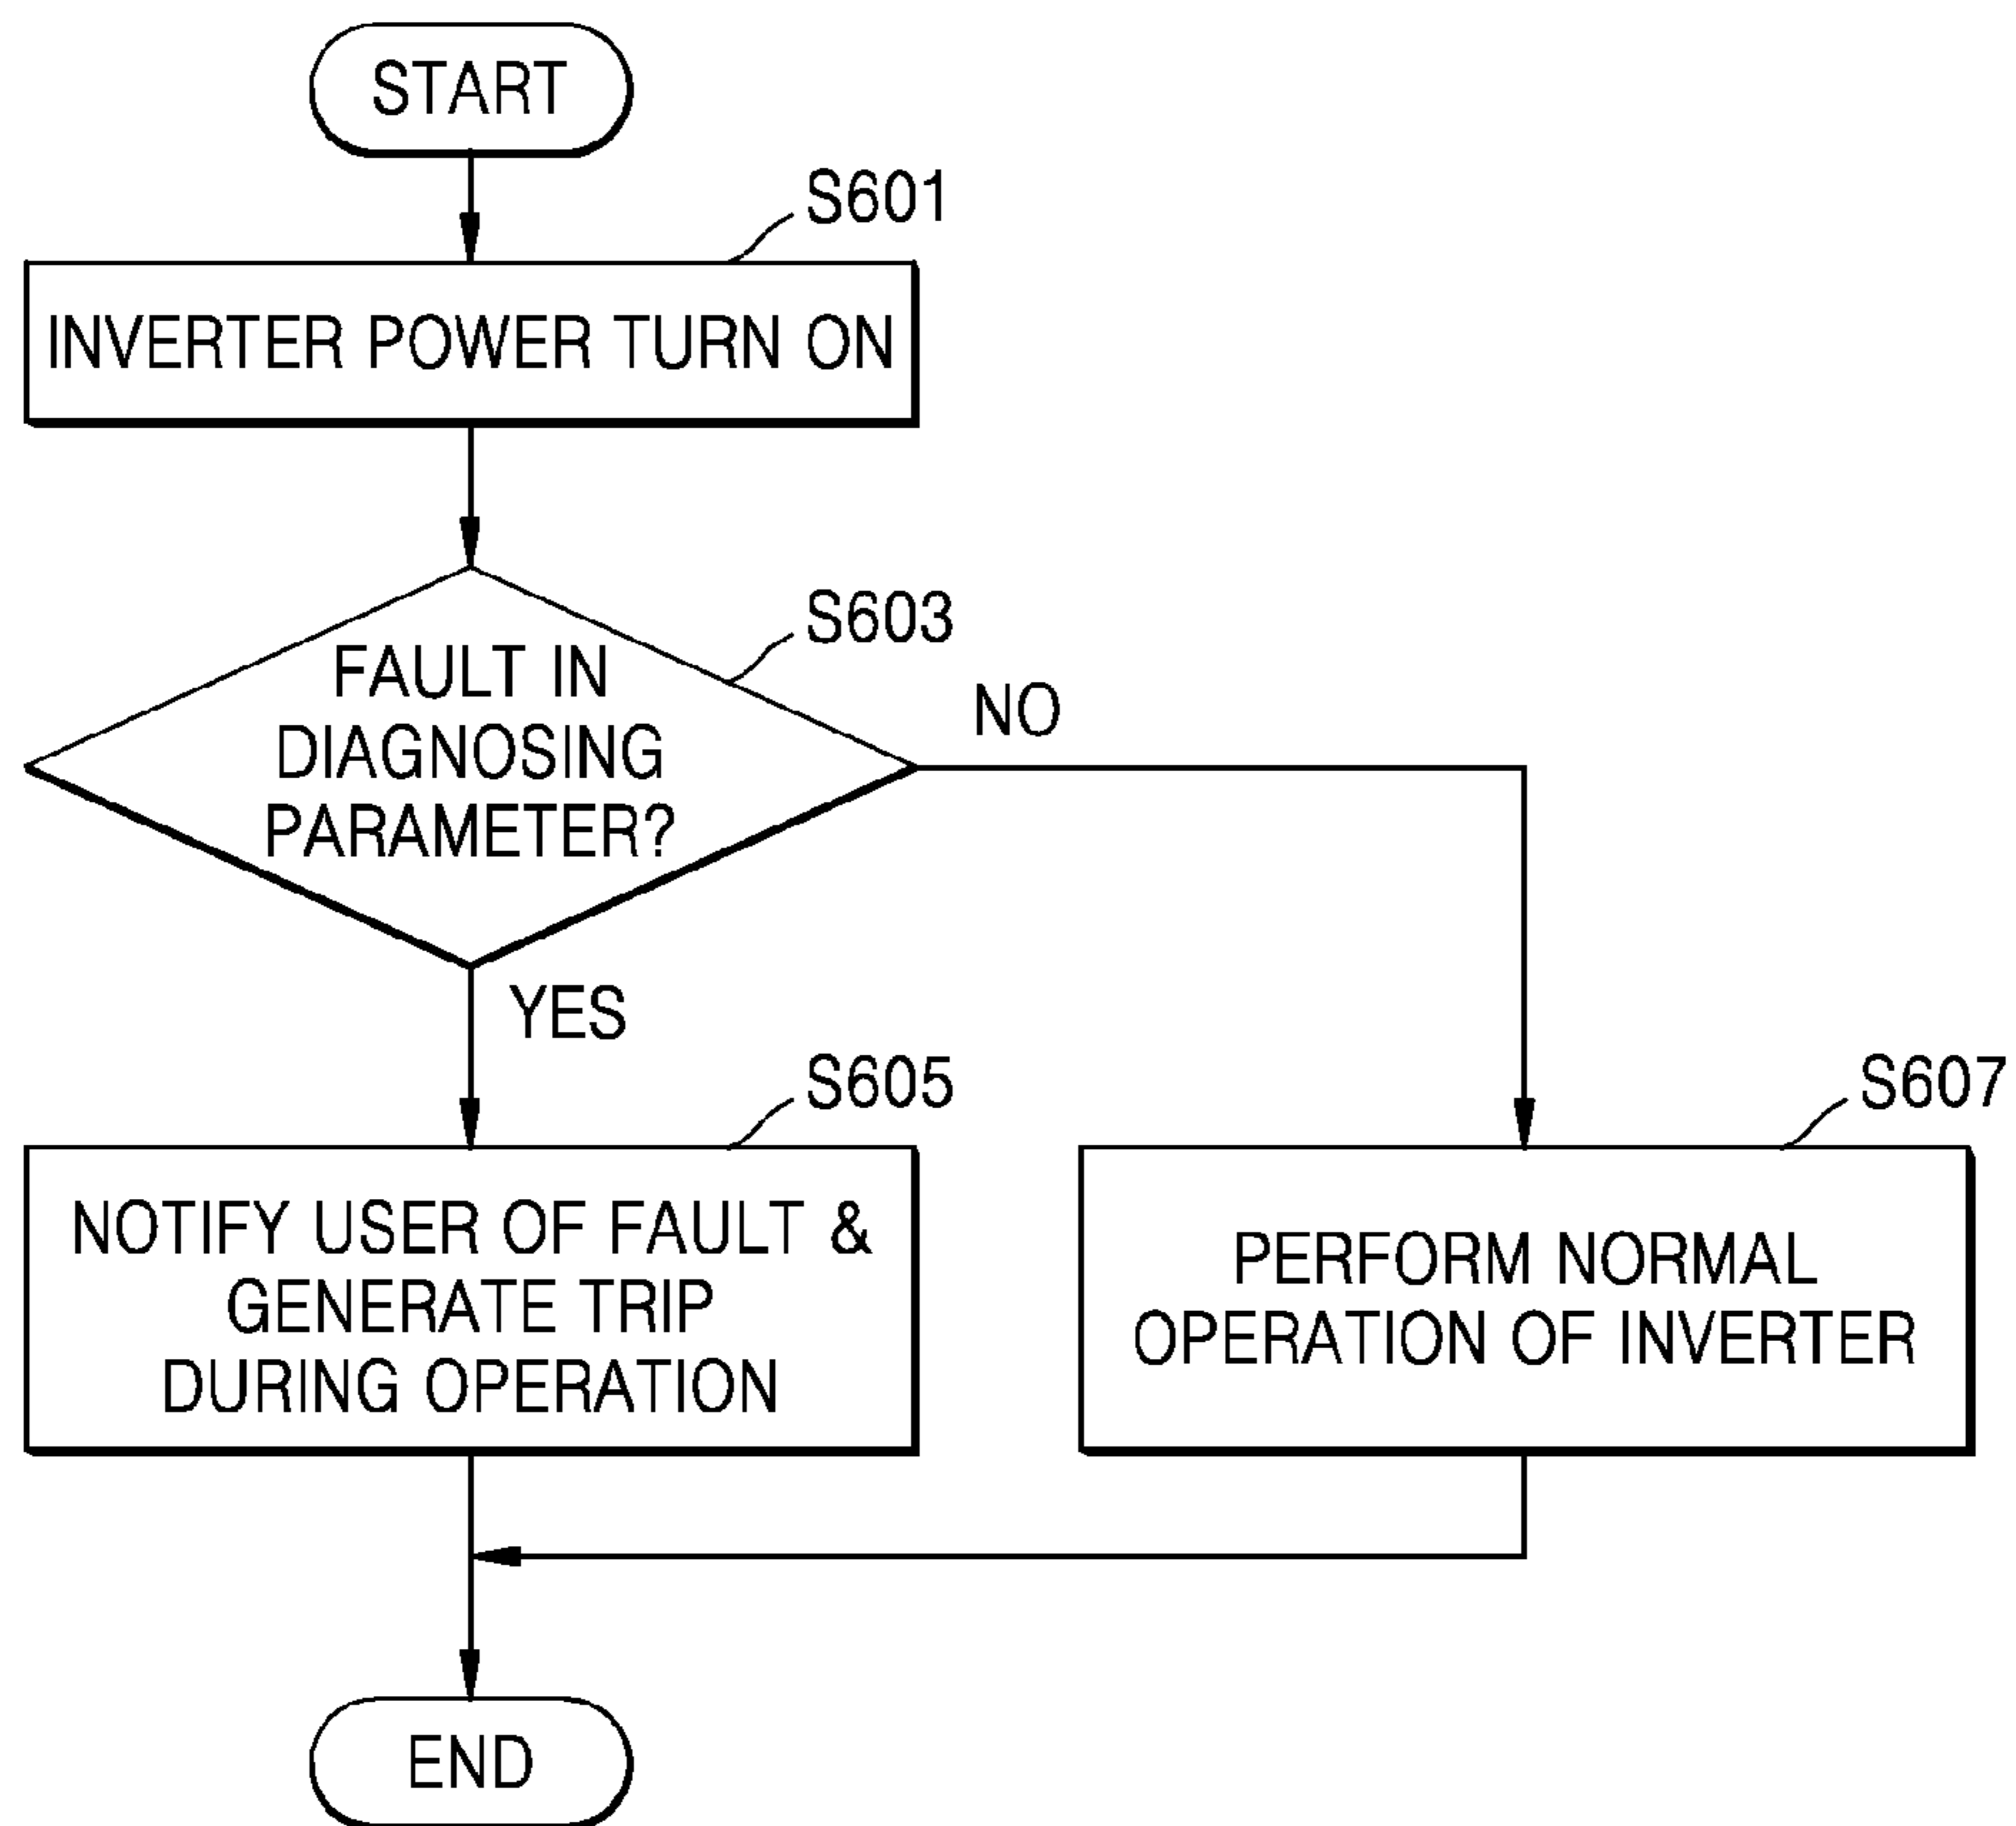 START
S601
INVERTER POWER TURN ON
S603
FAULT IN
DIAGNOSING
PARAMETER?
NO
YES
S605
NOTIFY USER OF FAULT &
GENERATE TRIP
DURING OPERATION
S607
PERFORM NORMAL
OPERATION OF INVERTER
END